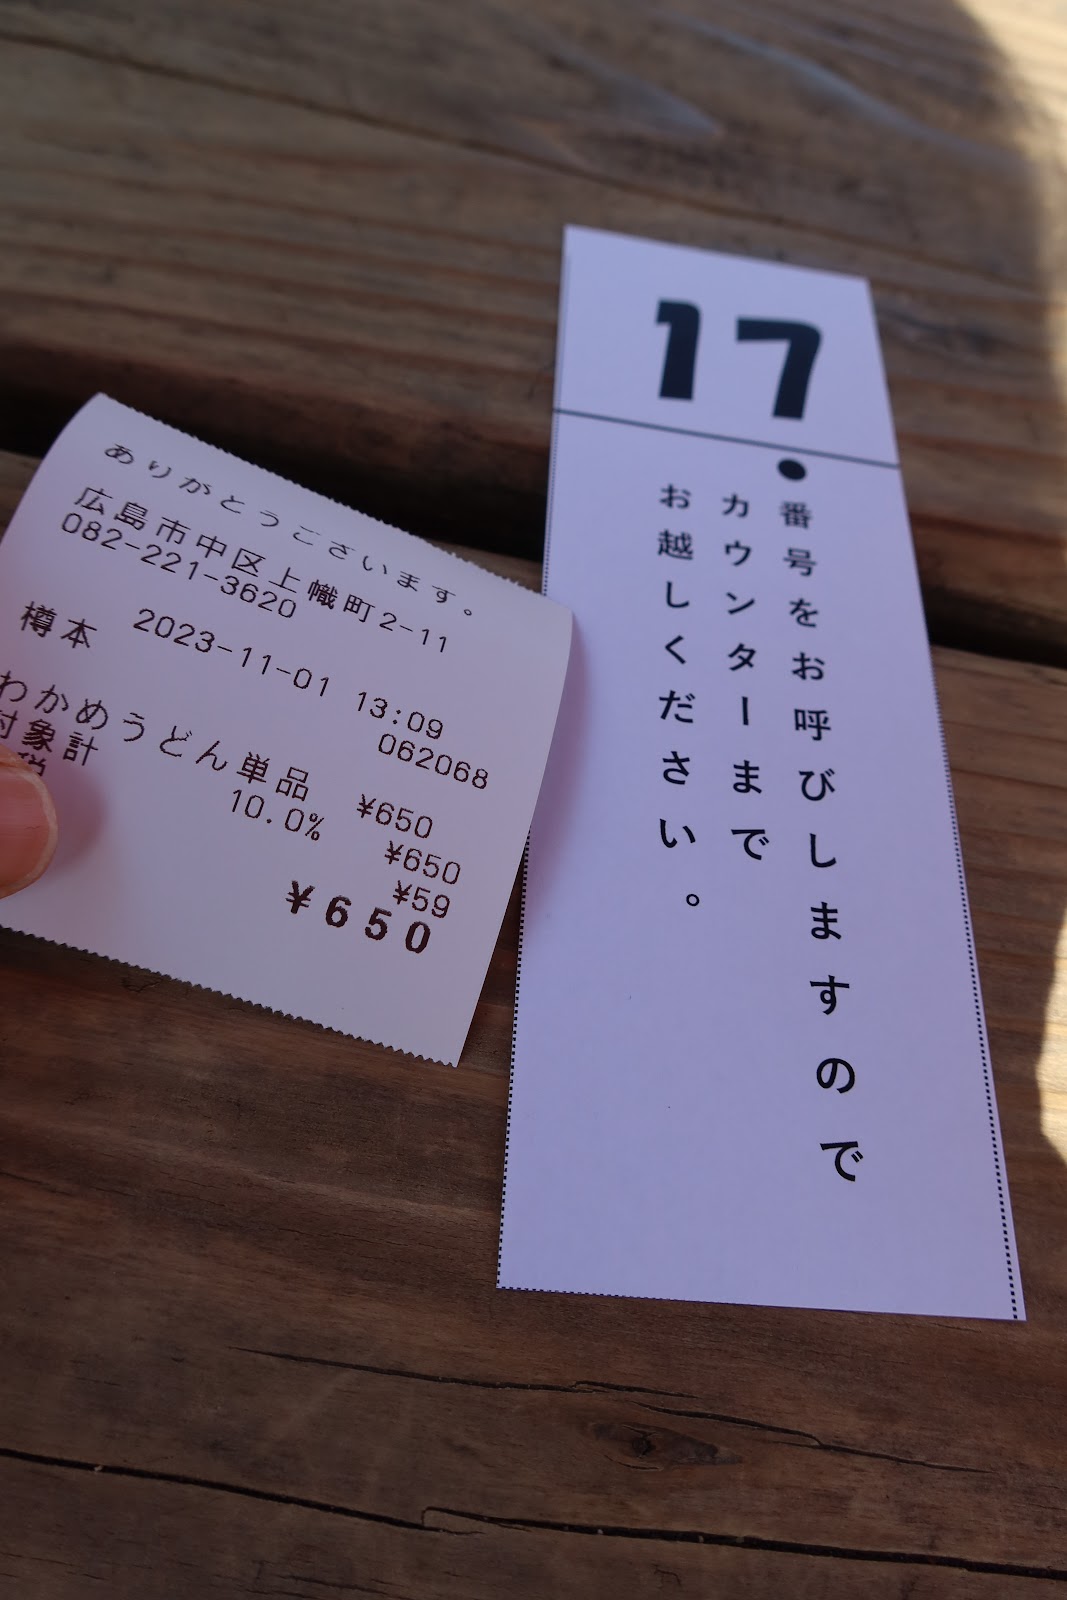 ありがとうございます。
広島市中区上幟町2-11
082-221-3620
2023-11-01 13:09
樽本 062068
わかめうどん単品 ¥650
対象計 10.0% ¥650
税 ¥59
¥650
17
番号をお呼びしますので
カウンターまで
お越しください。